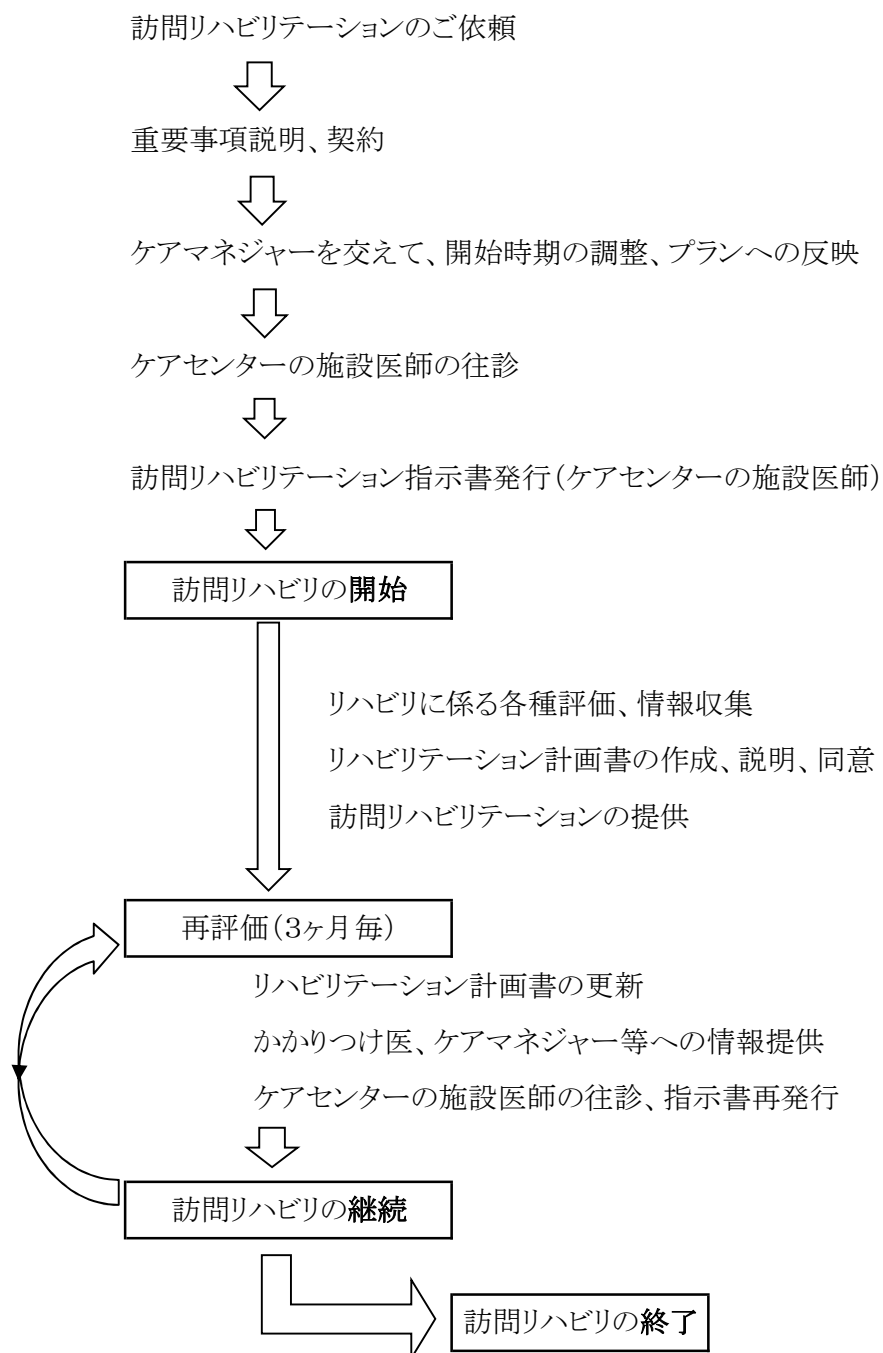 訪問リハビリテーションのご依頼
重要事項説明、契約
ケアマネジャーを交えて、開始時期の調整、プランへの反映
ケアセンターの施設医師の往診
訪問リハビリテーション指示書発行(ケアセンターの施設医師)
訪問リハビリの開始
リハビリに係る各種評価、情報収集
リハビリテーション計画書の作成、説明、同意
訪問リハビリテーションの提供
再評価(3ヶ月毎)
リハビリテーション計画書の更新
かかりつけ医、ケアマネジャー等への情報提供
ケアセンターの施設医師の往診、指示書再発行
訪問リハビリの継続
訪問リハビリの終了